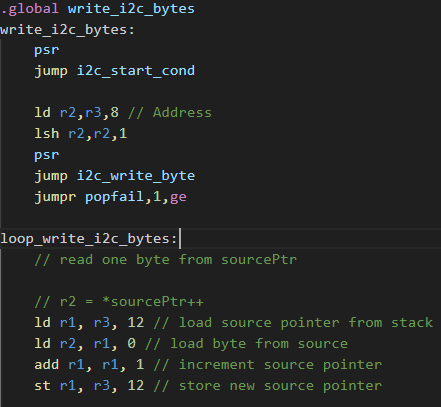 .global write_i2c_bytes
write_i2c_bytes:
psr
jump i2c_start_cond
ld r2,r3,8 // Address
lsh r2,r2,1
psr
jump i2c_write_byte
jumpr popfail,1,ge
loop_write_i2c_bytes:
// read one byte from sourcePtr
// r2 = *sourcePtr++
ld r1, r3, 12 // load source pointer from stack
ld r2, r1, 0 // load byte from source
add r1, r1, 1 // increment source pointer
st r1, r3, 12 // store new source pointer